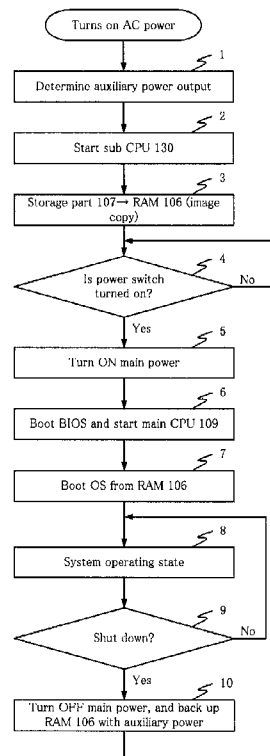 Turns on AC power
1
Determine auxiliary power output
2
Start sub CPU 130
3
Storage part 107→ RAM 106 (image
copy)
4
Is power switch
turned on?
No
Yes
5
Turn ON main power
6
Boot BIOS and start main CPU 109
7
Boot OS from RAM 106
8
System operating state
9
Shut down?
No
Yes
10
Turn OFF main power, and back up
RAM 106 with auxiliary power